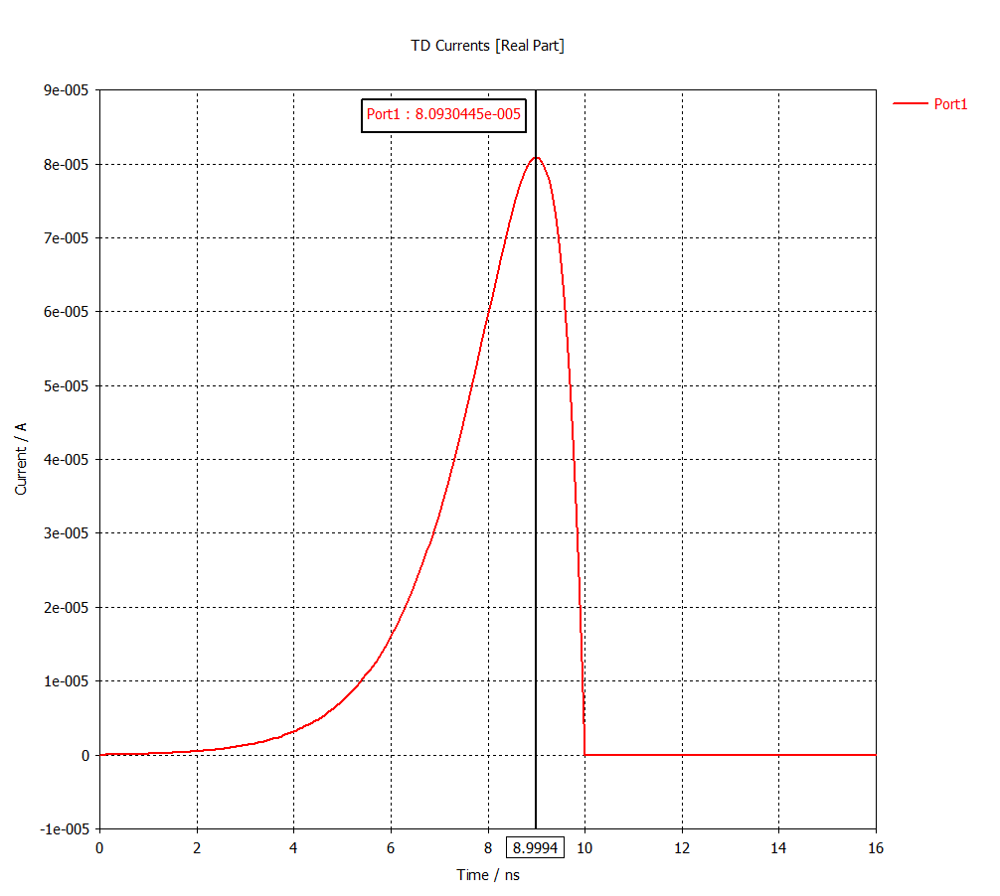 TD Currents [Real Part]
Port1 : 8.0930445e-005
Port1
9e-005
8e-005
7e-005
6e-005
5e-005
4e-005
3e-005
2e-005
1e-005
0
-1e-005
Current / A
0 2 4 6 8 8.9994 10 12 14 16
Time / ns